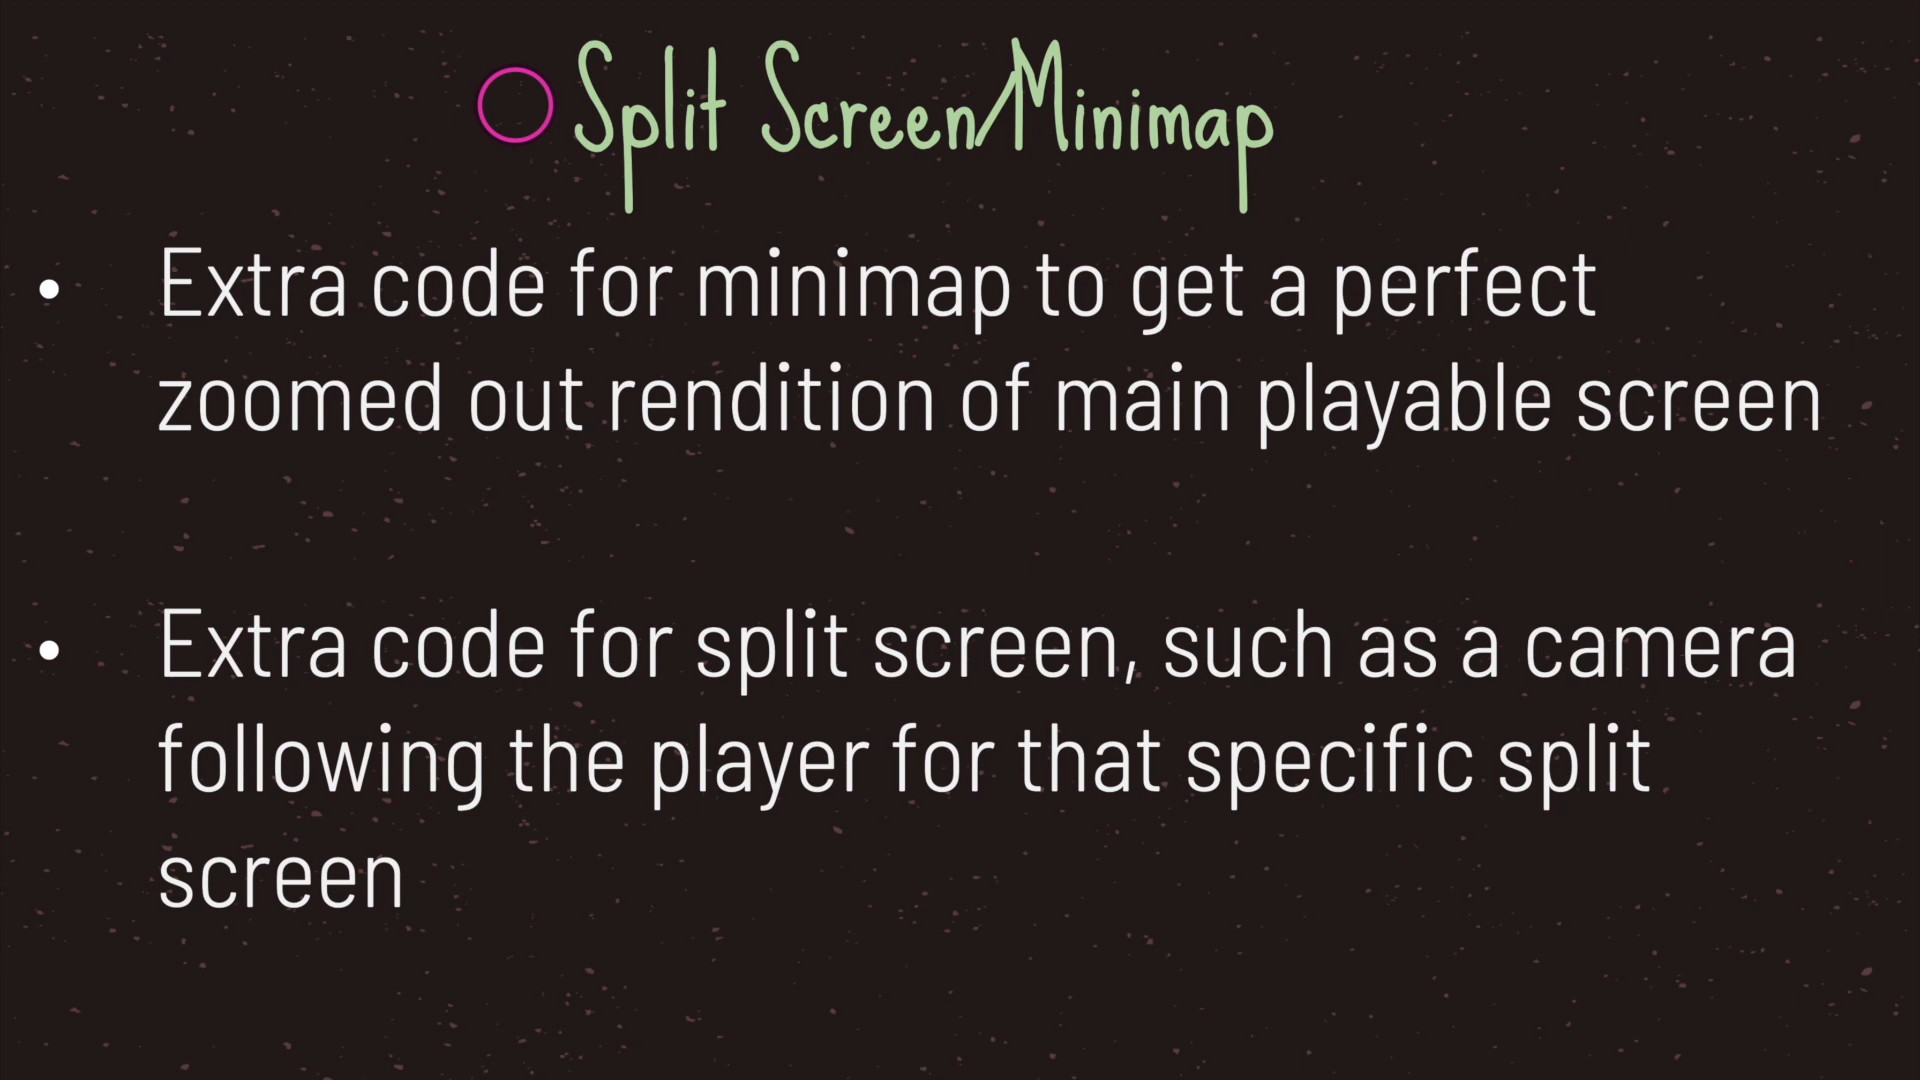 Split Screen/Minimap
• Extra code for minimap to get a perfect
zoomed out rendition of main playable screen
• Extra code for split screen, such as a camera
following the player for that specific split
screen